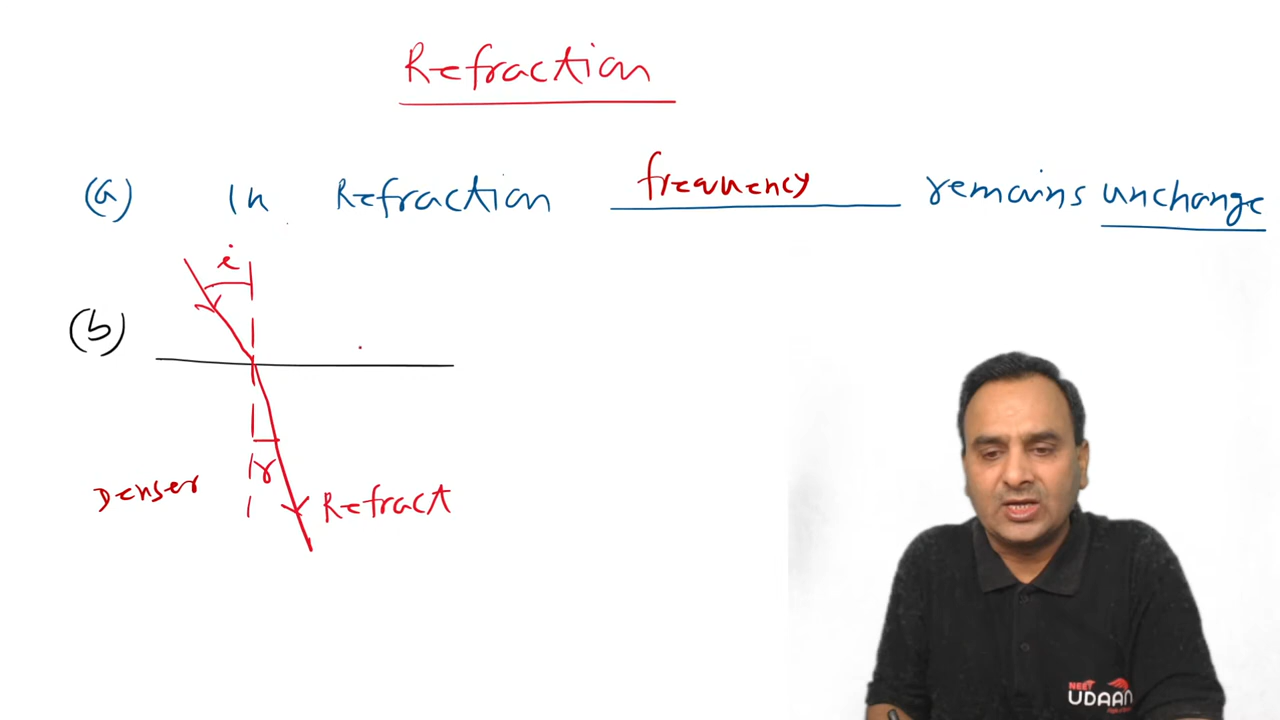 Refraction
(a) In Refraction frequency remains unchange
i
(b)
r
Denser
Refract
NEET
UDAAN